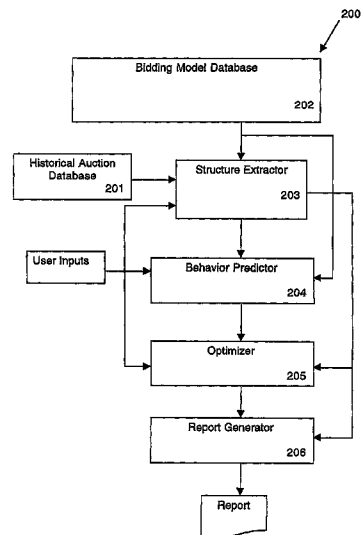 200
Bidding Model Database
202
Historical Auction
Database
201
Structure Extractor
203
User Inputs
Behavior Predictor
204
Optimizer
205
Report Generator
206
Report